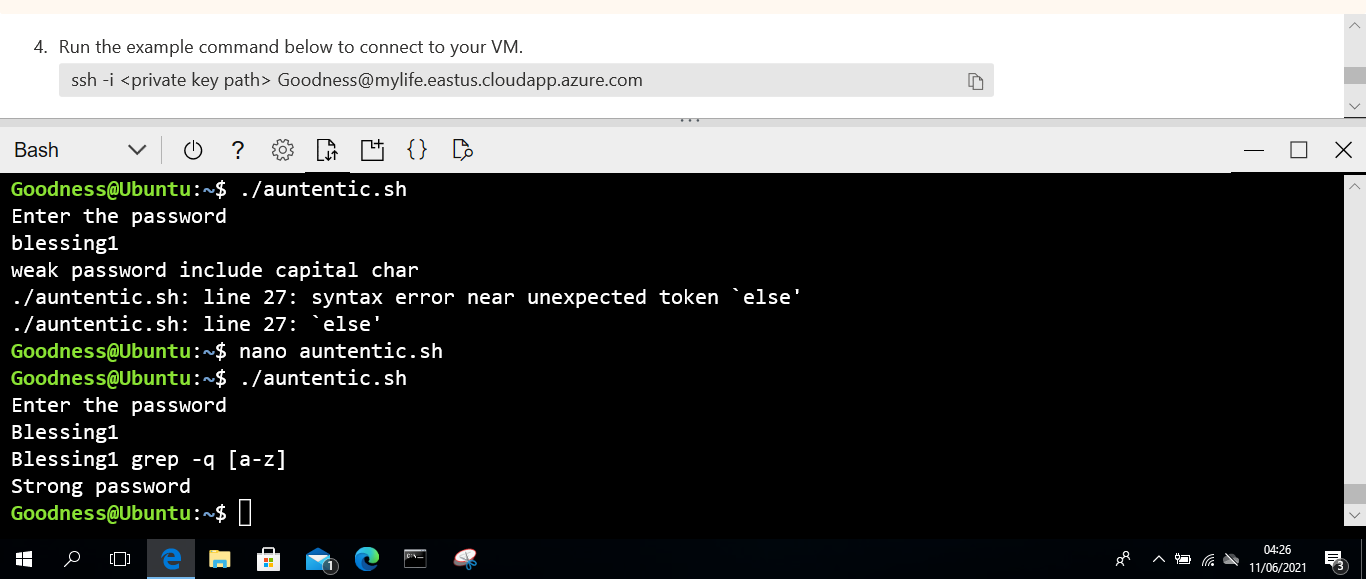 4. Run the example command below to connect to your VM.
ssh -i <private key path> Goodness@mylife.eastus.cloudapp.azure.com
Bash
Goodness@Ubuntu:~$ ./auntentic.sh
Enter the password
blessing1
weak password include capital char
./auntentic.sh: line 27: syntax error near unexpected token `else'
./auntentic.sh: line 27: `else'
Goodness@Ubuntu:~$ nano auntentic.sh
Goodness@Ubuntu:~$ ./auntentic.sh
Enter the password
Blessing1
Blessing1 grep -q [a-z]
Strong password
Goodness@Ubuntu:~$
1
04:26
11/06/2021
3